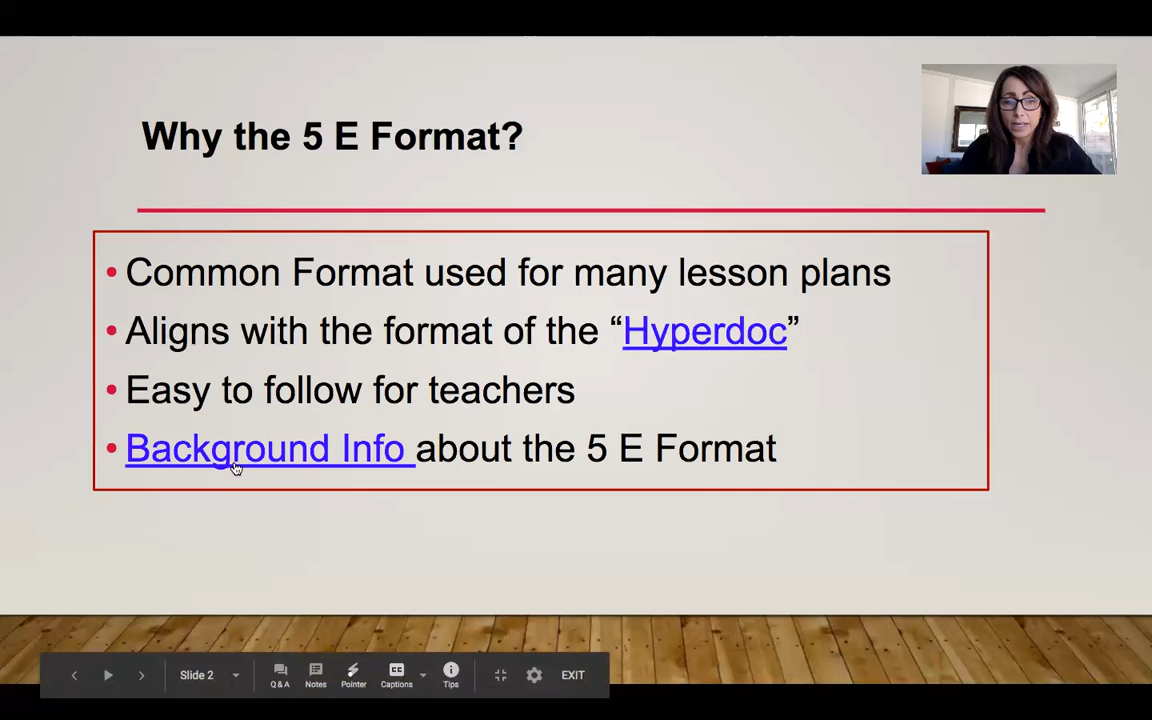 Why the 5 E Format?
• Common Format used for many lesson plans
• Aligns with the format of the “Hyperdoc”
• Easy to follow for teachers
• Background Info about the 5 E Format
Slide 2
Q & A
Notes
Pointer
CC
Captions
Tips
EXIT